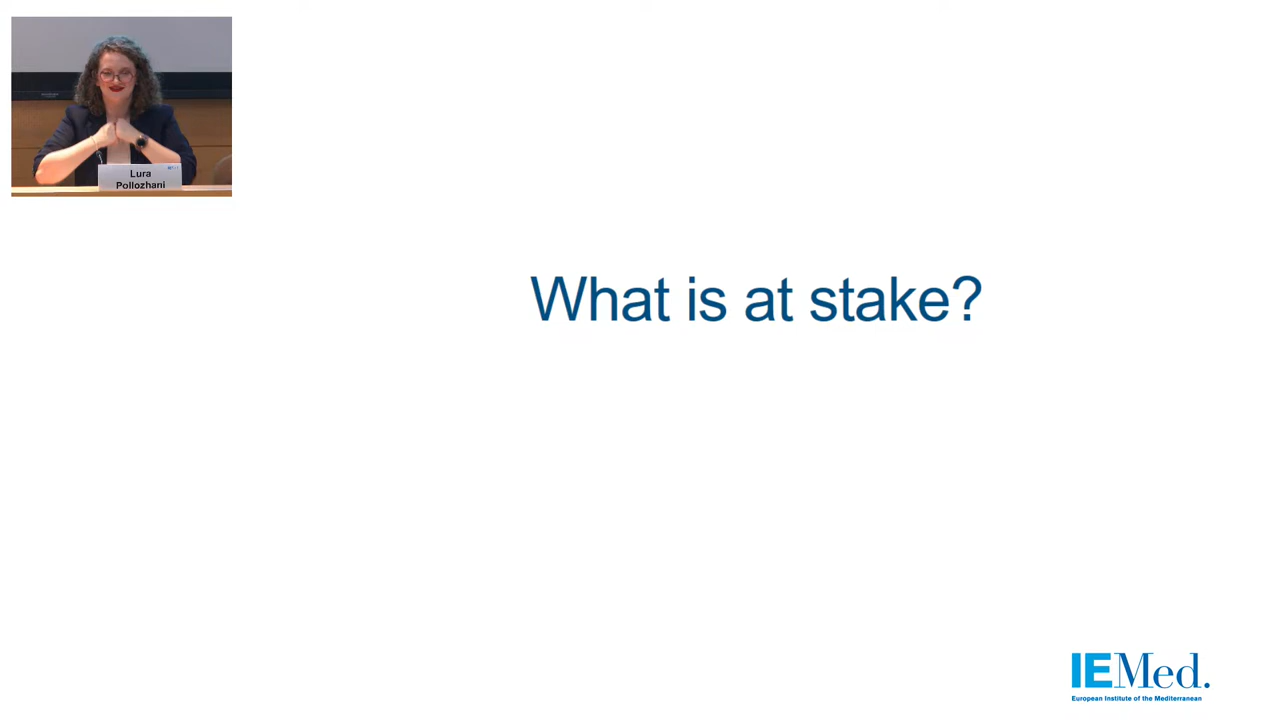 Lura
Pollozhani
What is at stake?
IEMed.
European Institute of the Mediterranean